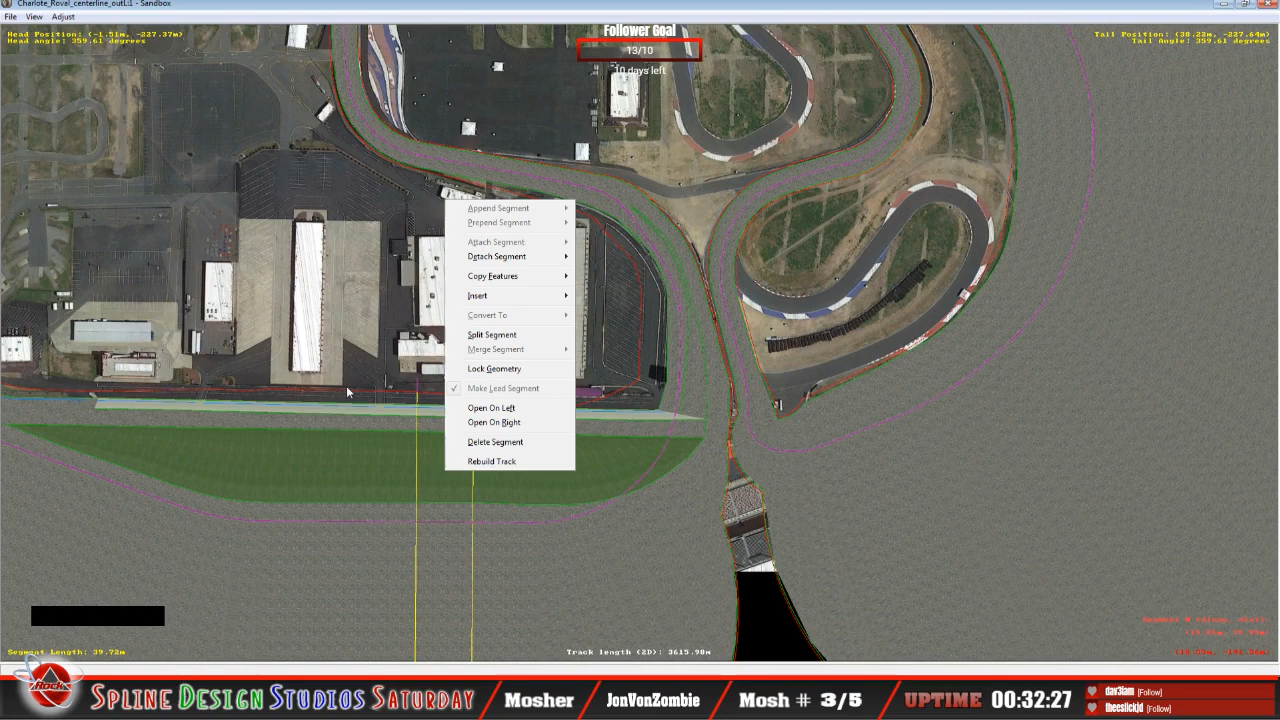 Charlote_Roval_centerline_outL:1 - Sandbox
File View Adjust
Head Position: (-1.51m, -227.37m)
Head angle: 359.61 degrees
Follower Goal
13/10
10 days left
Tail Position: (38.22m, -227.64m)
Tail Angle: 359.61 degrees
Append Segment
Prepend Segment
Attach Segment
Detach Segment
Copy Features
Insert
Convert To
Split Segment
Merge Segment
Lock Geometry
Make Lead Segment
Open On Left
Open On Right
Delete Segment
Rebuild Track
Segment Length: 39.72m
Track length (2D): 3615.98m
Rock
Spline Design Studios Saturday
Mosher
JonVonZombie
Mosh # 3/5
UPTIME 00:32:27
dav3lam [Follow]
theestickjd [Follow]